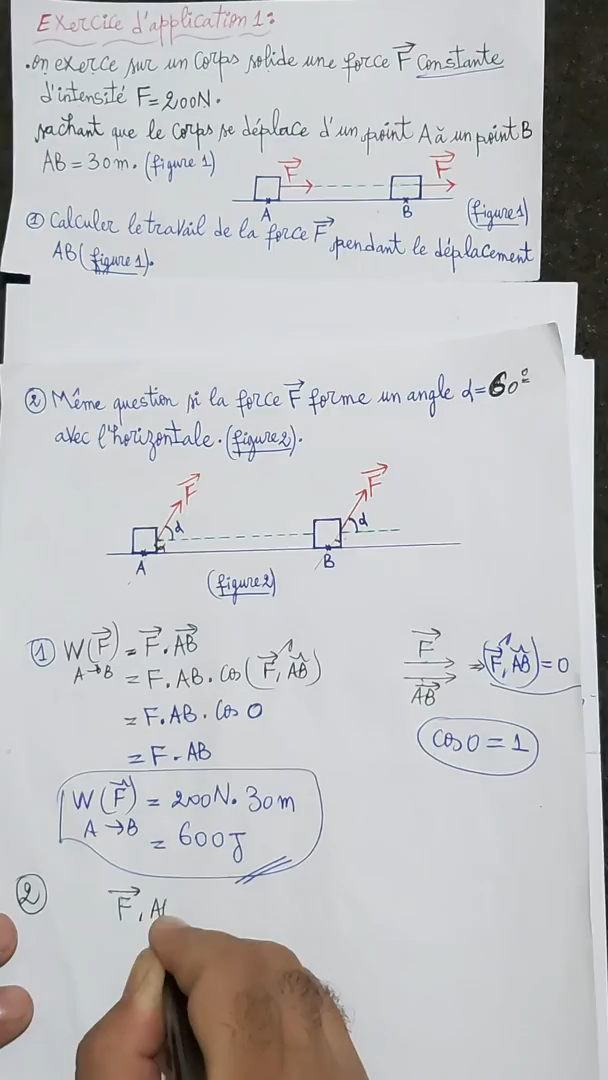 Exercice d'application 1:
.on exerce sur un corps solide une force F Constante
d'intensité F=200N.
sachant que le corps se déplace d'un point A à un point B
AB=30m. (figure 1)
F F
A B (figure 1)
① Calculer le travail de la force F pendant le déplacement
AB (figure 1).
② Même question si la force F forme un angle α=60°
avec l'horizontale. (figure 2).
F F
α α
A B
(figure 2)
① W(F) = F.AB
A→B = F.AB.Cos(F,AB)
= F.AB.Cos 0
= F.AB
W(F) = 200N.30m
A→B = 600J
F
AB ⇒ (F,AB)=0
cos 0 = 1
② F.A